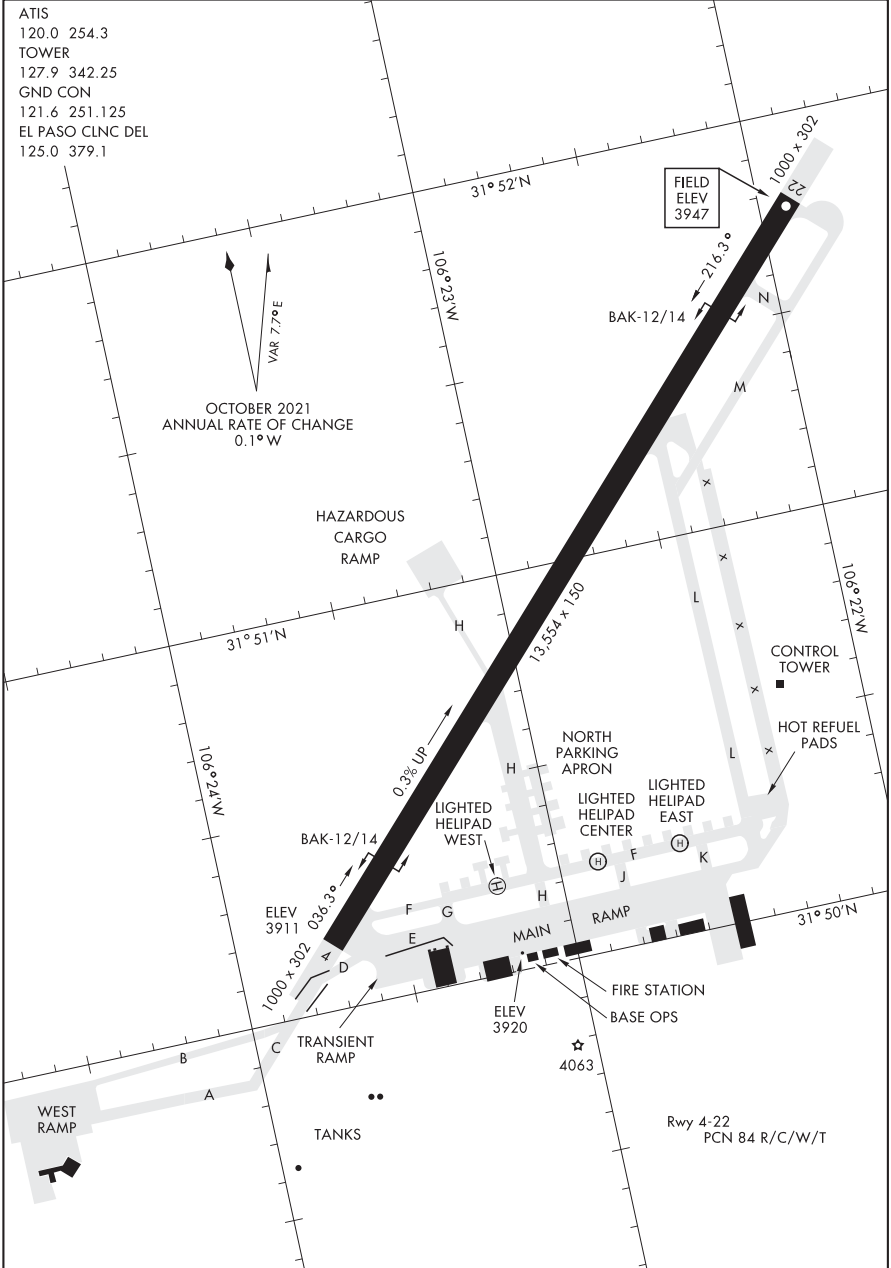 ATIS
120.0 254.3
TOWER
127.9 342.25
GND CON
121.6 251.125
EL PASO CLNC DEL
125.0 379.1
1000 x 302
22
31° 52'N
FIELD
ELEV
3947
216.3°
106° 23'W
VAR 7.7° E
N
BAK-12/14
M
OCTOBER 2021
ANNUAL RATE OF CHANGE
0.1° W
x
HAZARDOUS
CARGO
RAMP
x
106° 22'W
L
13,554 x 150
H
x
31° 51'N
CONTROL
TOWER
x
HOT REFUEL
PADS
NORTH
PARKING
APRON
L
x
H
106° 24'W
0.3% UP
LIGHTED
HELIPAD
WEST
LIGHTED
HELIPAD
CENTER
LIGHTED
HELIPAD
EAST
BAK-12/14
H
H
H
F
K
J
036.3°
ELEV
3911
F
G
H
MAIN RAMP
31° 50'N
E
4
D
1000 x 302
FIRE STATION
BASE OPS
ELEV
3920
TRANSIENT
RAMP
C
B
4063
A
WEST
RAMP
TANKS
Rwy 4-22
PCN 84 R/C/W/T